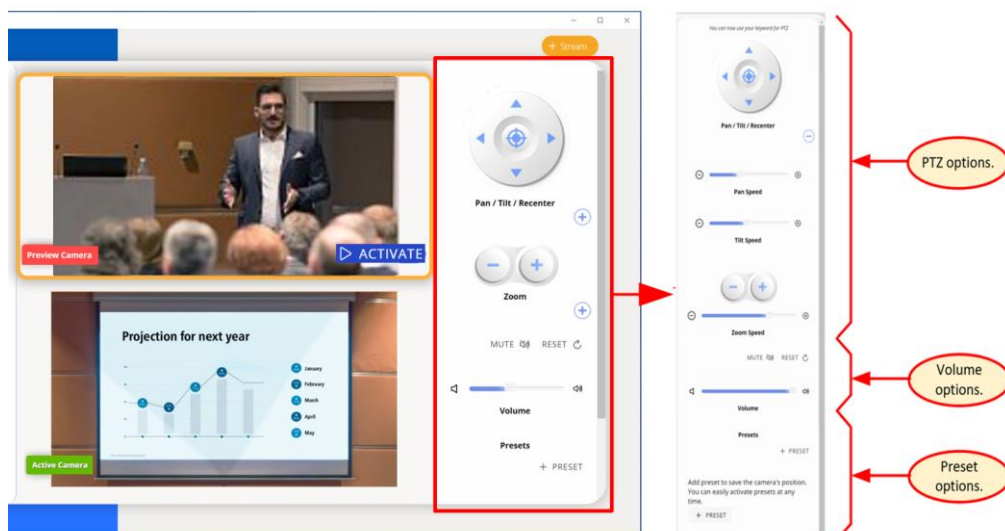 + Stream
Preview Camera
ACTIVATE
Projection for next year
January
February
March
April
May
Active Camera
Pan / Tilt / Recenter
Zoom
MUTE RESET
Volume
Presets
+ PRESET
You can now use your keyword for PTZ
Pan / Tilt / Recenter
Pan Speed
Tilt Speed
Zoom Speed
MUTE RESET
Volume
Presets
+ PRESET
Add preset to save the camera's position.
You can easily activate presets at any
time.
+ PRESET
PTZ options.
Volume
options.
Preset
options.